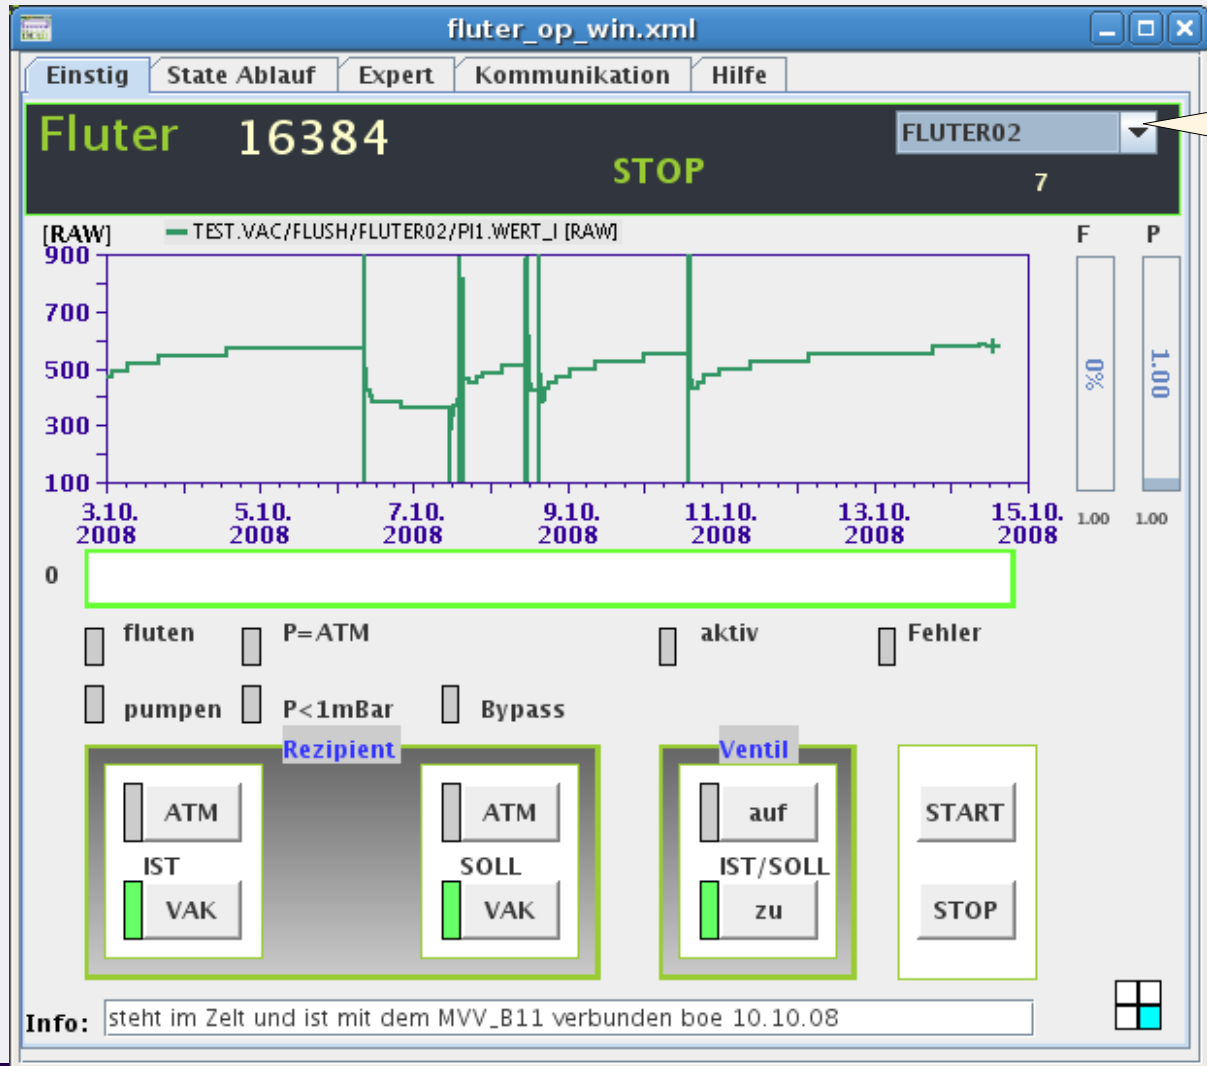 fluter_op_win.xml
Einstig State Ablauf Expert Kommunikation Hilfe
Fluter 16384 STOP FLUTER02
7
[RAW] TEST.VAC/FLUSH/FLUTER02/PI1.WERT_I [RAW] F P
900
700
500
300
100
0% 1.00
3.10. 5.10. 7.10. 9.10. 11.10. 13.10. 15.10.
2008 2008 2008 2008 2008 2008 2008
1.00 1.00
0
fluten P=ATM aktiv Fehler
pumpen P<1mBar Bypass
Rezipient Ventil
ATM ATM auf START
IST SOLL IST/SOLL
VAK VAK zu STOP
Info: steht im Zelt und ist mit dem MVV_B11 verbunden boe 10.10.08